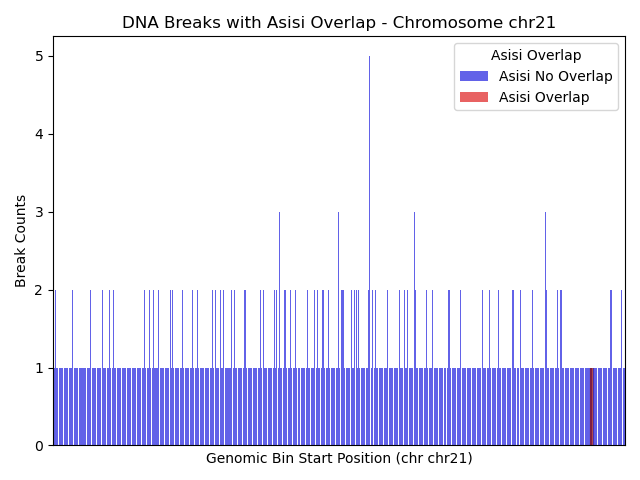 DNA Breaks with Asisi Overlap - Chromosome chr21
5
4
3
2
1
0
Break Counts
Asisi Overlap
Asisi No Overlap
Asisi Overlap
Genomic Bin Start Position (chr chr21)